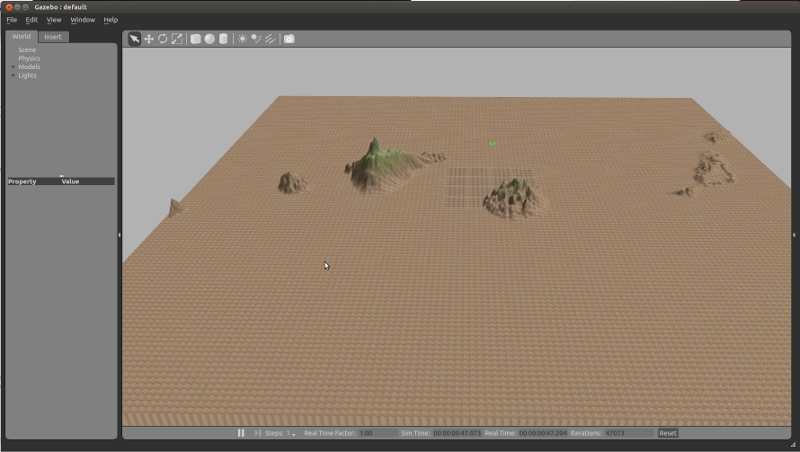 Gazebo : default
File Edit View Window Help
World Insert
Scene
Physics
Models
Lights
Property Value
Steps: 1 Real Time Factor: 1.00 Sim Time: 00 00:00:47.073 Real Time: 00 00:00:47.204 Iterations: 47073 Reset